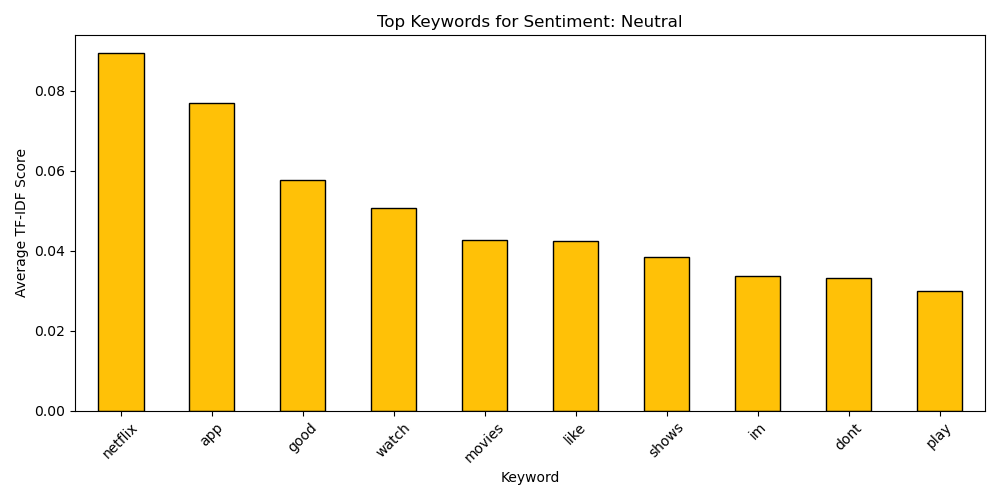 Top Keywords for Sentiment: Neutral
Average TF-IDF Score
0.08
0.06
0.04
0.02
0.00
netflix
app
good
watch
movies
like
shows
im
dont
play
Keyword